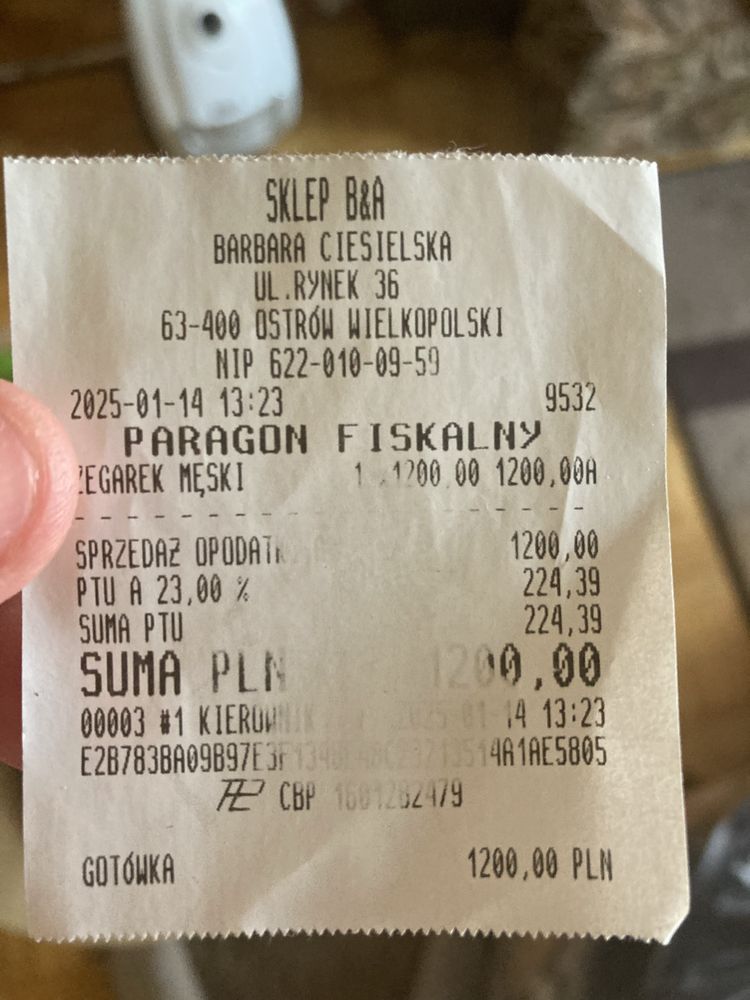 SKLEP B&A
BARBARA CIESIELSKA
UL.RYNEK 36
63-400 OSTRÓW WIELKOPOLSKI
NIP 622-010-09-59
2025-01-14 13:23 9532
PARAGON FISKALNY
ZEGAREK MĘSKI 1 1200,00 1200,00A
SPRZEDAŻ 1200,00
PTU A 23,00 % 224,39
SUMA PTU 224,39
SUMA PLN 1200,00
00003 #1 KIEROWNIK 2025-01-14 13:23
CBP 1601282479
GOTÓWKA 1200,00 PLN